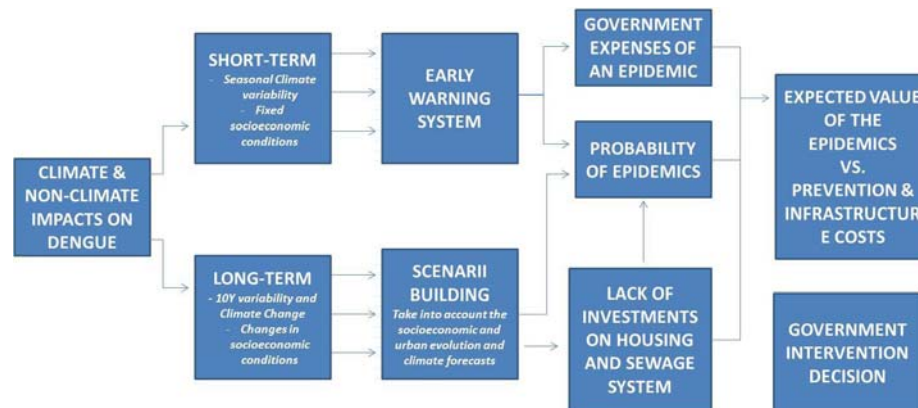 CLIMATE &
NON-CLIMATE
IMPACTS ON
DENGUE
SHORT-TERM
- Seasonal Climate
variability
- Fixed
socioeconomic
conditions
EARLY
WARNING
SYSTEM
GOVERNMENT
EXPENSES OF
AN EPIDEMIC
PROBABILITY
OF EPIDEMICS
EXPECTED VALUE
OF THE
EPIDEMICS
VS.
PREVENTION &
INFRASTRUCTUR
E COSTS
LONG-TERM
- 10Y variability and
Climate Change
- Changes in
socioeconomic
conditions
SCENARII
BUILDING
Take into account the
socioeconomic and
urban evolution and
climate forecasts
LACK OF
INVESTMENTS
ON HOUSING
AND SEWAGE
SYSTEM
GOVERNMENT
INTERVENTION
DECISION